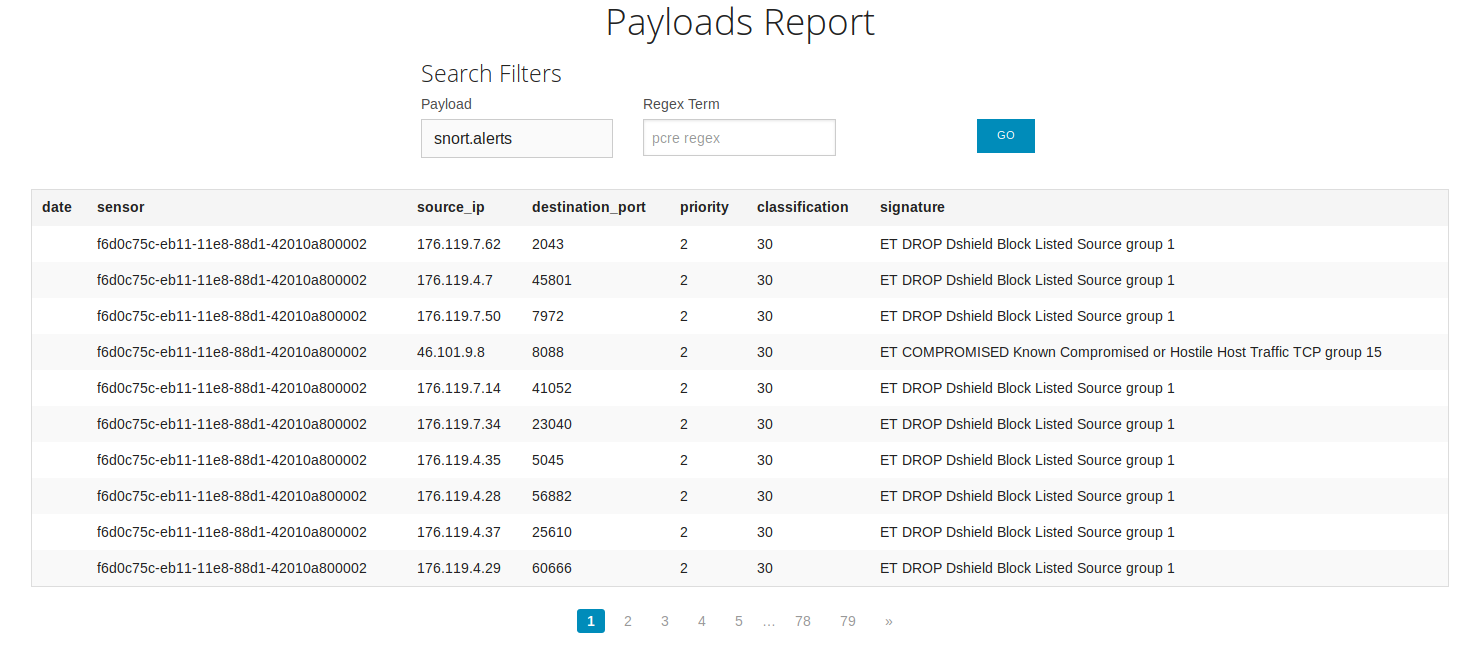 Payloads Report
Search Filters
Payload Regex Term
snort.alerts pcre regex GO
date sensor source_ip destination_port priority classification signature
f6d0c75c-eb11-11e8-88d1-42010a800002 176.119.7.62 2043 2 30 ET DROP Dshield Block Listed Source group 1
f6d0c75c-eb11-11e8-88d1-42010a800002 176.119.4.7 45801 2 30 ET DROP Dshield Block Listed Source group 1
f6d0c75c-eb11-11e8-88d1-42010a800002 176.119.7.50 7972 2 30 ET DROP Dshield Block Listed Source group 1
f6d0c75c-eb11-11e8-88d1-42010a800002 46.101.9.8 8088 2 30 ET COMPROMISED Known Compromised or Hostile Host Traffic TCP group 15
f6d0c75c-eb11-11e8-88d1-42010a800002 176.119.7.14 41052 2 30 ET DROP Dshield Block Listed Source group 1
f6d0c75c-eb11-11e8-88d1-42010a800002 176.119.7.34 23040 2 30 ET DROP Dshield Block Listed Source group 1
f6d0c75c-eb11-11e8-88d1-42010a800002 176.119.4.35 5045 2 30 ET DROP Dshield Block Listed Source group 1
f6d0c75c-eb11-11e8-88d1-42010a800002 176.119.4.28 56882 2 30 ET DROP Dshield Block Listed Source group 1
f6d0c75c-eb11-11e8-88d1-42010a800002 176.119.4.37 25610 2 30 ET DROP Dshield Block Listed Source group 1
f6d0c75c-eb11-11e8-88d1-42010a800002 176.119.4.29 60666 2 30 ET DROP Dshield Block Listed Source group 1
1 2 3 4 5 … 78 79 »